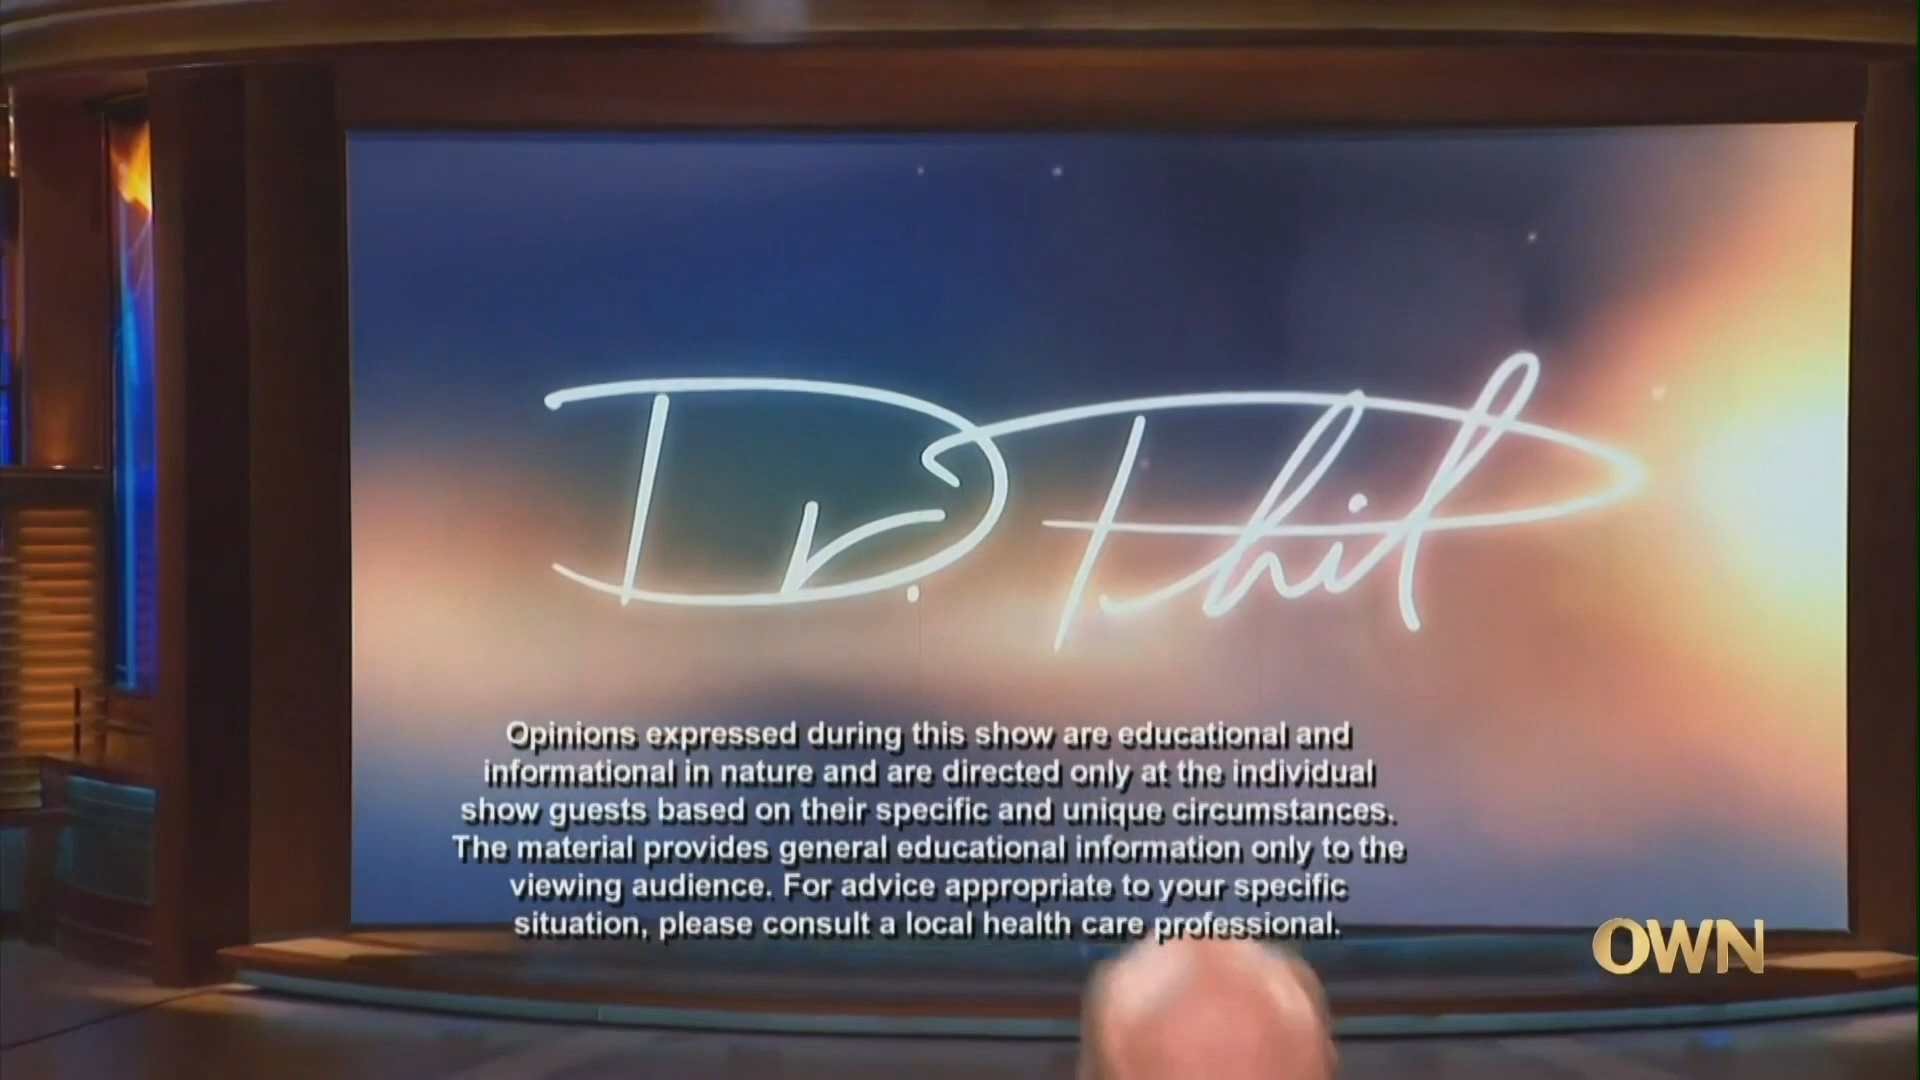 Dr. Phil
Opinions expressed during this show are educational and
informational in nature and are directed only at the individual
show guests based on their specific and unique circumstances.
The material provides general educational information only to the
viewing audience. For advice appropriate to your specific
situation, please consult a local health care professional.
OWN